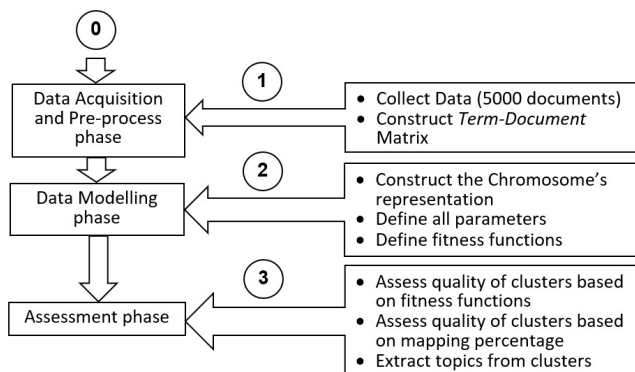 0
Data Acquisition
and Pre-process
phase
1
• Collect Data (5000 documents)
• Construct Term-Document
Matrix
Data Modelling
phase
2
• Construct the Chromosome's
representation
• Define all parameters
• Define fitness functions
Assessment phase
3
• Assess quality of clusters based
on fitness functions
• Assess quality of clusters based
on mapping percentage
• Extract topics from clusters